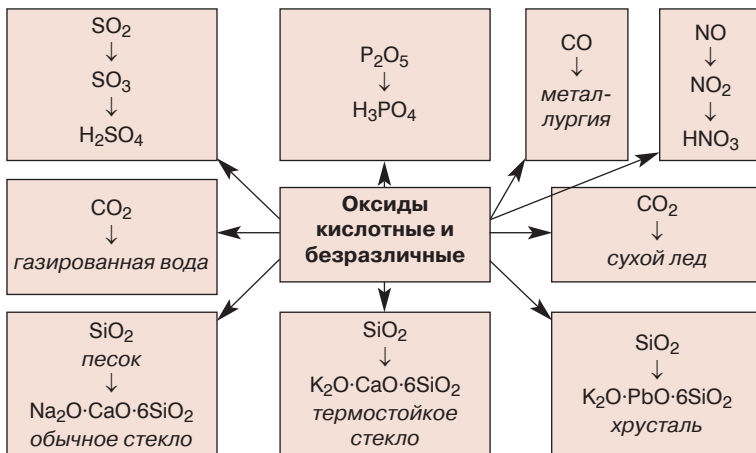 SO₂
↓
SO₃
↓
H₂SO₄
P₂O₅
↓
H₃PO₄
CO
↓
метал-
лургия
NO
↓
NO₂
↓
HNO₃
CO₂
↓
газированная вода
Оксиды
кислотные и
безразличные
CO₂
↓
сухой лед
SiO₂
песок
↓
Na₂O·CaO·6SiO₂
обычное стекло
SiO₂
↓
K₂O·CaO·6SiO₂
термостойкое
стекло
SiO₂
↓
K₂O·PbO·6SiO₂
хрусталь